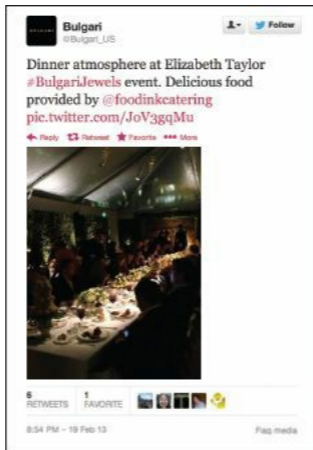 BVLGARI
Bulgari
@Bulgari_US
Follow
Dinner atmosphere at Elizabeth Taylor
#BulgariJewels event. Delicious food
provided by @foodinkcatering
pic.twitter.com/JoV3gqMu
Reply Retweet Favorite More
6 RETWEETS 1 FAVORITE
8:54 PM – 19 Feb 13 Flag media